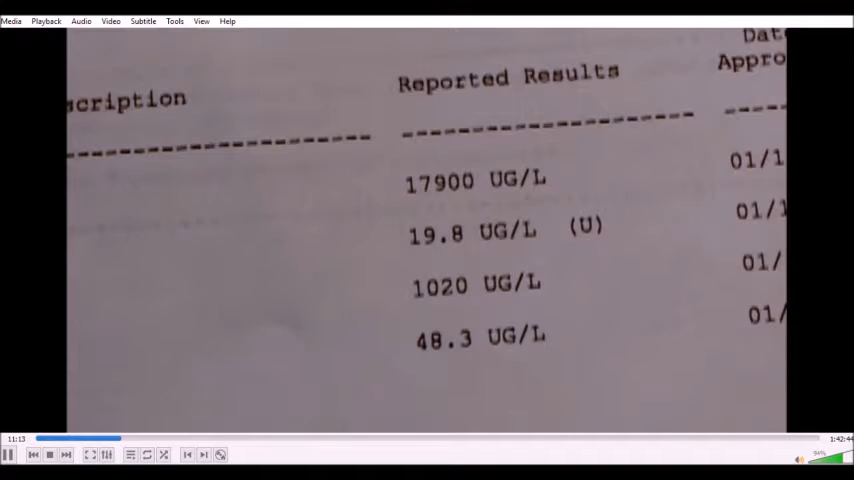 Media Playback Audio Video Subtitle Tools View Help
Dat
scription Reported Results Appro
----------------------- ---------------------- -----
17900 UG/L 01/1
19.8 UG/L (U) 01/1
1020 UG/L 01/
48.3 UG/L 01/
11:13 1:42:44
94%